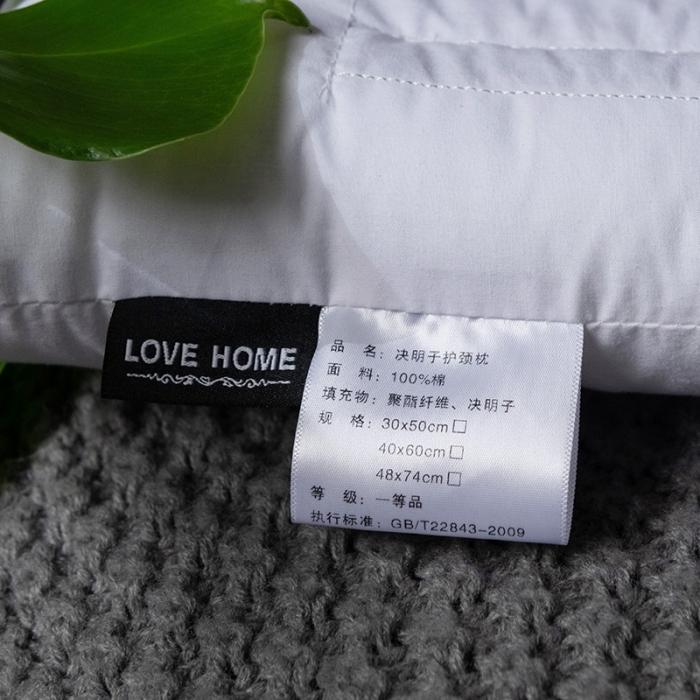 LOVE HOME
品 名：决明子护颈枕
面 料：100%棉
填充物：聚酯纤维、决明子
规 格：30x50cm□
40x60cm□
48x74cm□
等 级：一等品
执行标准：GB/T22843-2009